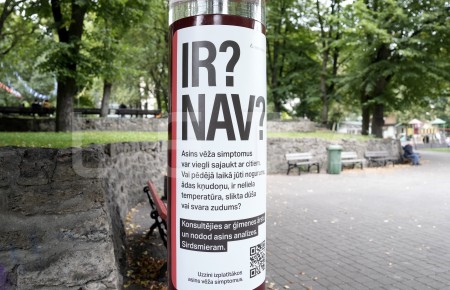 IR?
NAV?
Asins vēža simptomus
var viegli sajaukt ar citiem.
Vai pēdējā laikā jūti nogurumu,
ādas kņudoņu, ir neliela
temperatūra, slikta dūša
vai svara zudums?
Konsultējies ar ģimenes ārstu
un nodod asins analīzes.
Sirdsmieram.
Uzzini izplatītākos
asins vēža simptomus